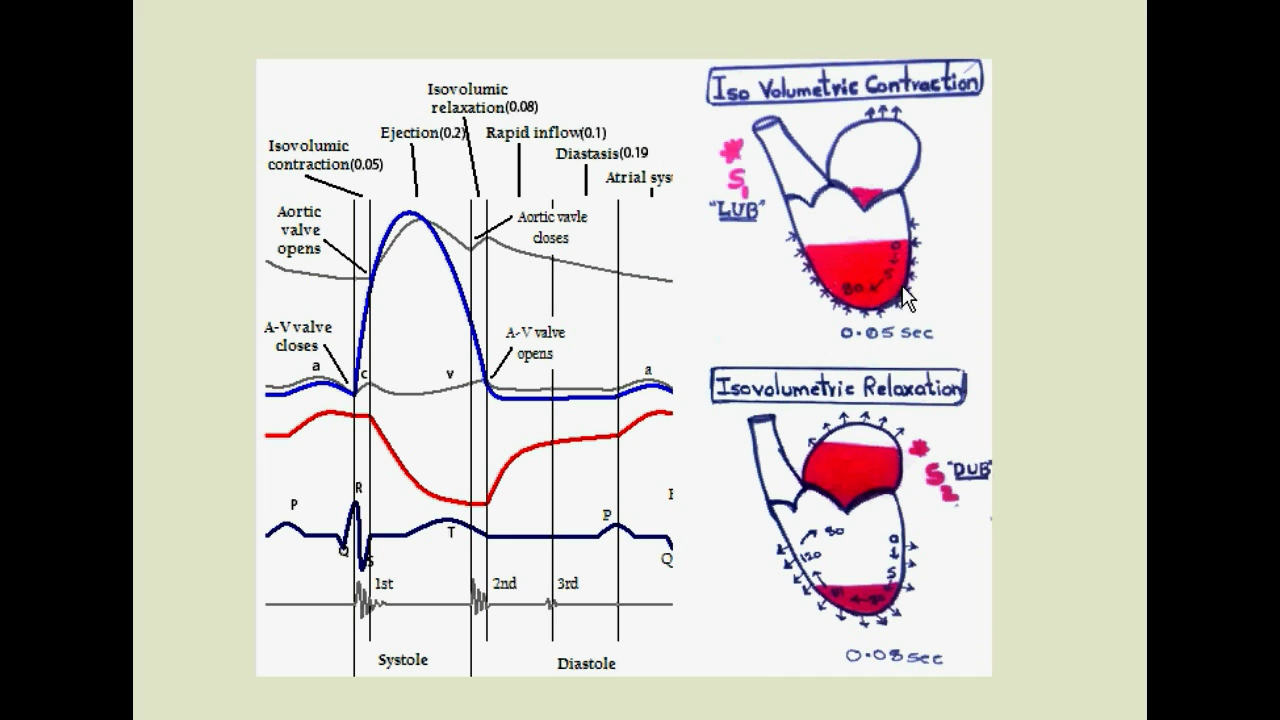 Isovolumic
relaxation(0.08)
Ejection(0.2)
Rapid inflow(0.1)
Isovolumic
contraction(0.05)
Diastasis(0.19
Atrial sys
Aortic
valve
opens
Aortic vavle
closes
A-V valve
closes
A-V valve
opens
a
c
v
a
R
P
Q
S
T
P
Q
1st
2nd
3rd
Systole
Diastole
Iso Volumetric Contraction
S1
"LUB"
0
↓
5
80
0.05 sec
Isovolumetric Relaxation
S2
"DUB"
80
120
0.08 sec